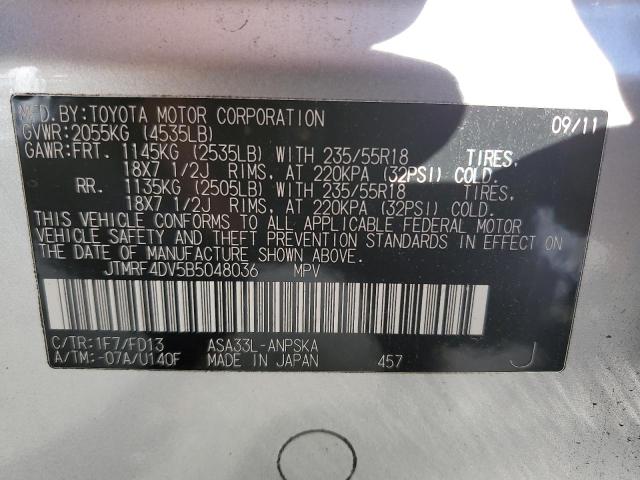 MFD.BY:TOYOTA MOTOR CORPORATION 09/11
GVWR:2055KG (4535LB)
GAWR:FRT. 1145KG (2535LB) WITH 235/55R18 TIRES,
18X7 1/2J RIMS, AT 220KPA (32PSI) COLD.
RR. 1135KG (2505LB) WITH 235/55R18 TIRES,
18X7 1/2J RIMS, AT 220KPA (32PSI) COLD.
THIS VEHICLE CONFORMS TO ALL APPLICABLE FEDERAL MOTOR
VEHICLE SAFETY AND THEFT PREVENTION STANDARDS IN EFFECT ON
THE DATE OF MANUFACTURE SHOWN ABOVE.
JTMRF4DV5B5048036 MPV
C/TR:1F7/FD13 ASA33L-ANPSKA
A/TM:-07A/U140F MADE IN JAPAN 457 J